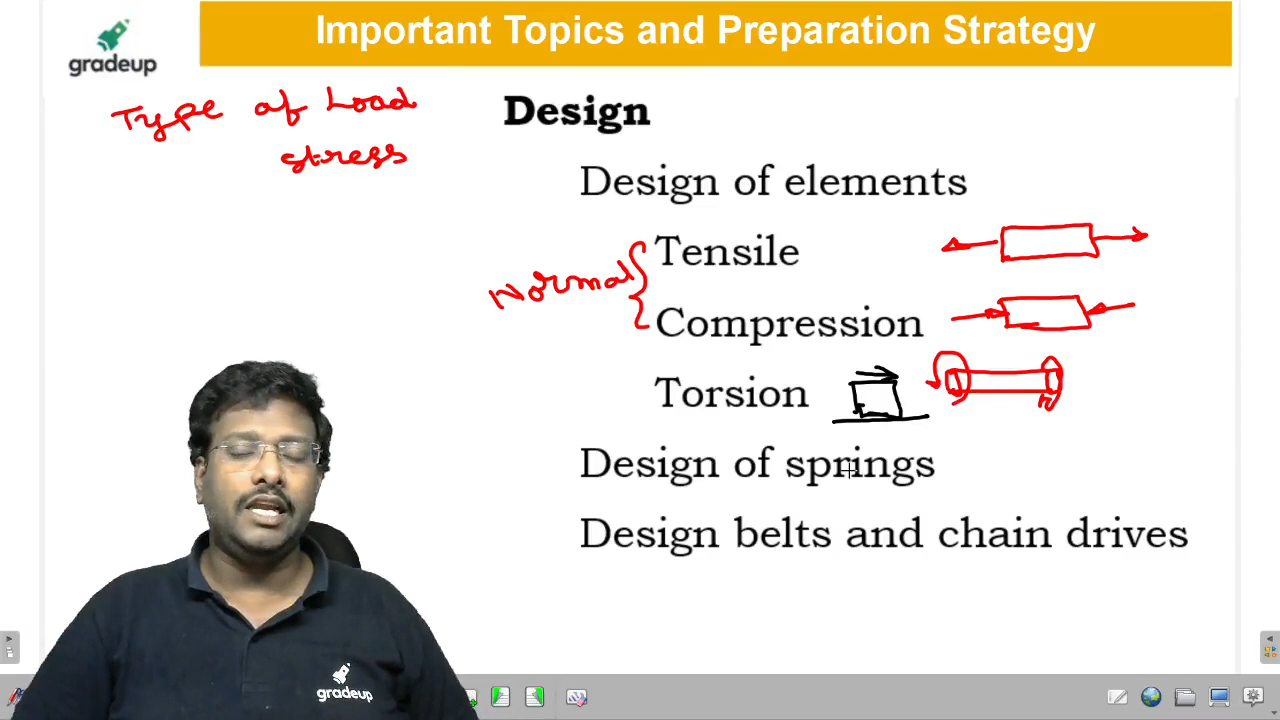 Important Topics and Preparation Strategy
gradeup
Type of Load
stress
Design
Design of elements
Normal
Tensile
Compression
Torsion
Design of springs
Design belts and chain drives
gradeup